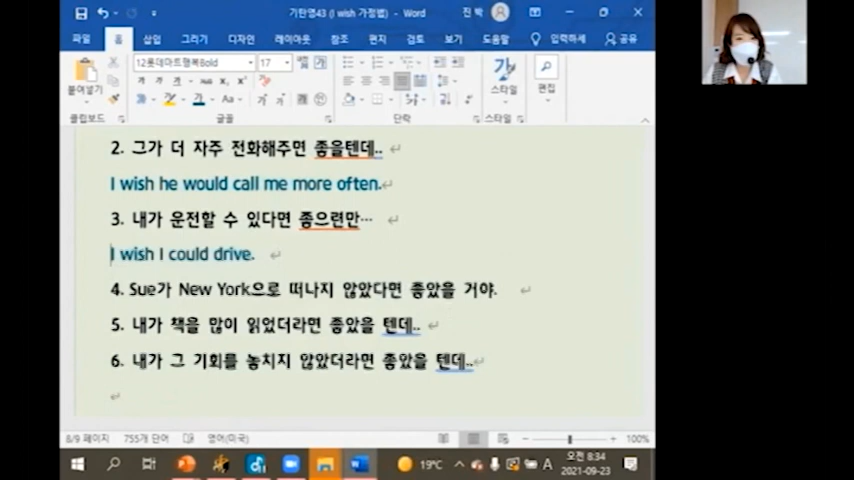 기탄영43 (I wish 가정법) - Word
진 박
파일 홈 삽입 그리기 디자인 레이아웃 참조 편지 검토 보기 도움말 입력하세 공유
12롯데마트행복Bold 17
붙여넣기
스타일
편집
클립보드 글꼴 단락 스타일
2. 그가 더 자주 전화해주면 좋을텐데..
I wish he would call me more often.
3. 내가 운전할 수 있다면 좋으련만…
I wish I could drive.
4. Sue가 New York으로 떠나지 않았다면 좋았을 거야.
5. 내가 책을 많이 읽었더라면 좋았을 텐데..
6. 내가 그 기회를 놓치지 않았더라면 좋았을 텐데..
8/9 페이지 755개 단어 영어(미국) 100%
19℃ A 오전 8:34
2021-09-23